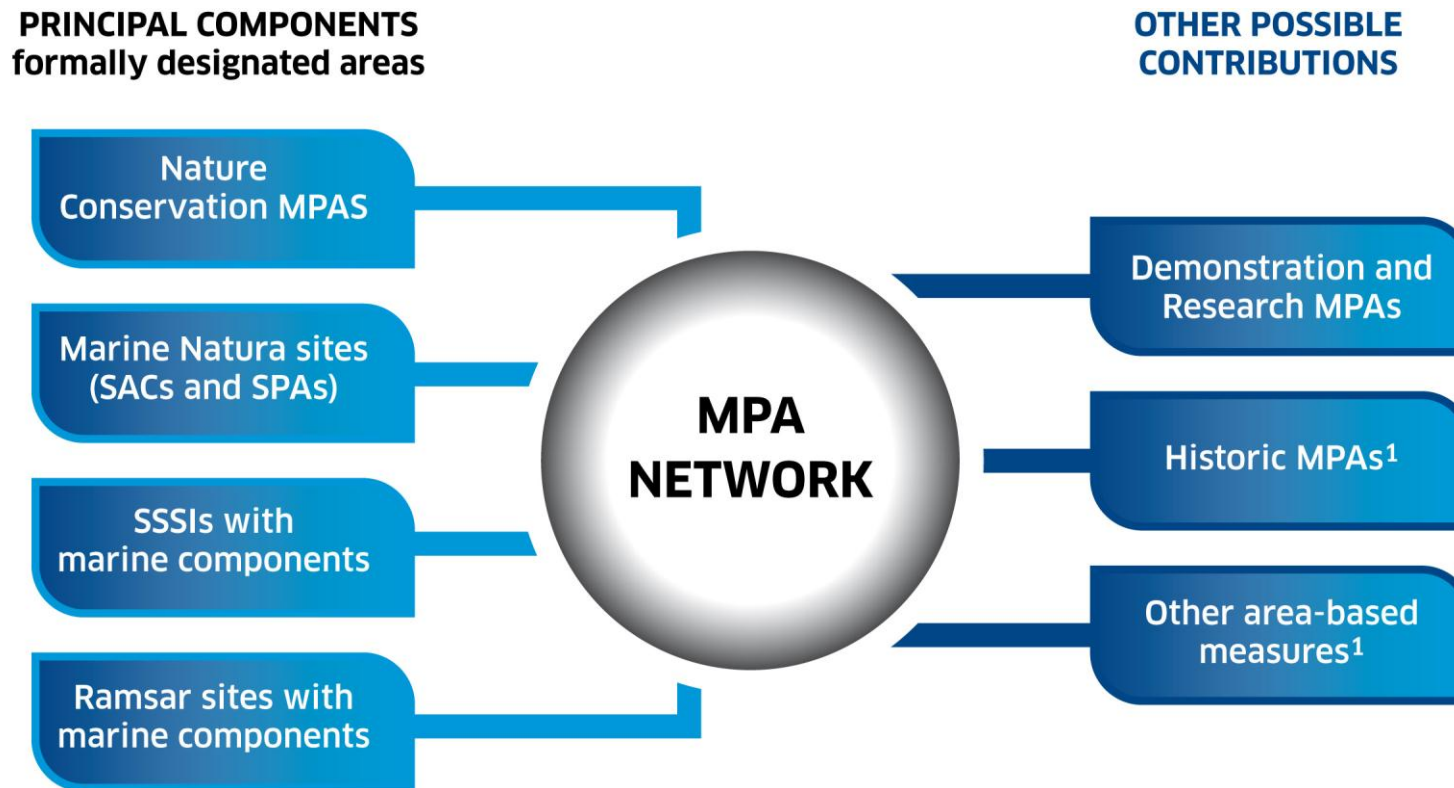 PRINCIPAL COMPONENTS
formally designated areas
Nature
Conservation MPAS
Marine Natura sites
(SACs and SPAs)
SSSIs with
marine components
Ramsar sites with
marine components
MPA
NETWORK
OTHER POSSIBLE
CONTRIBUTIONS
Demonstration and
Research MPAs
Historic MPAs¹
Other area-based
measures¹